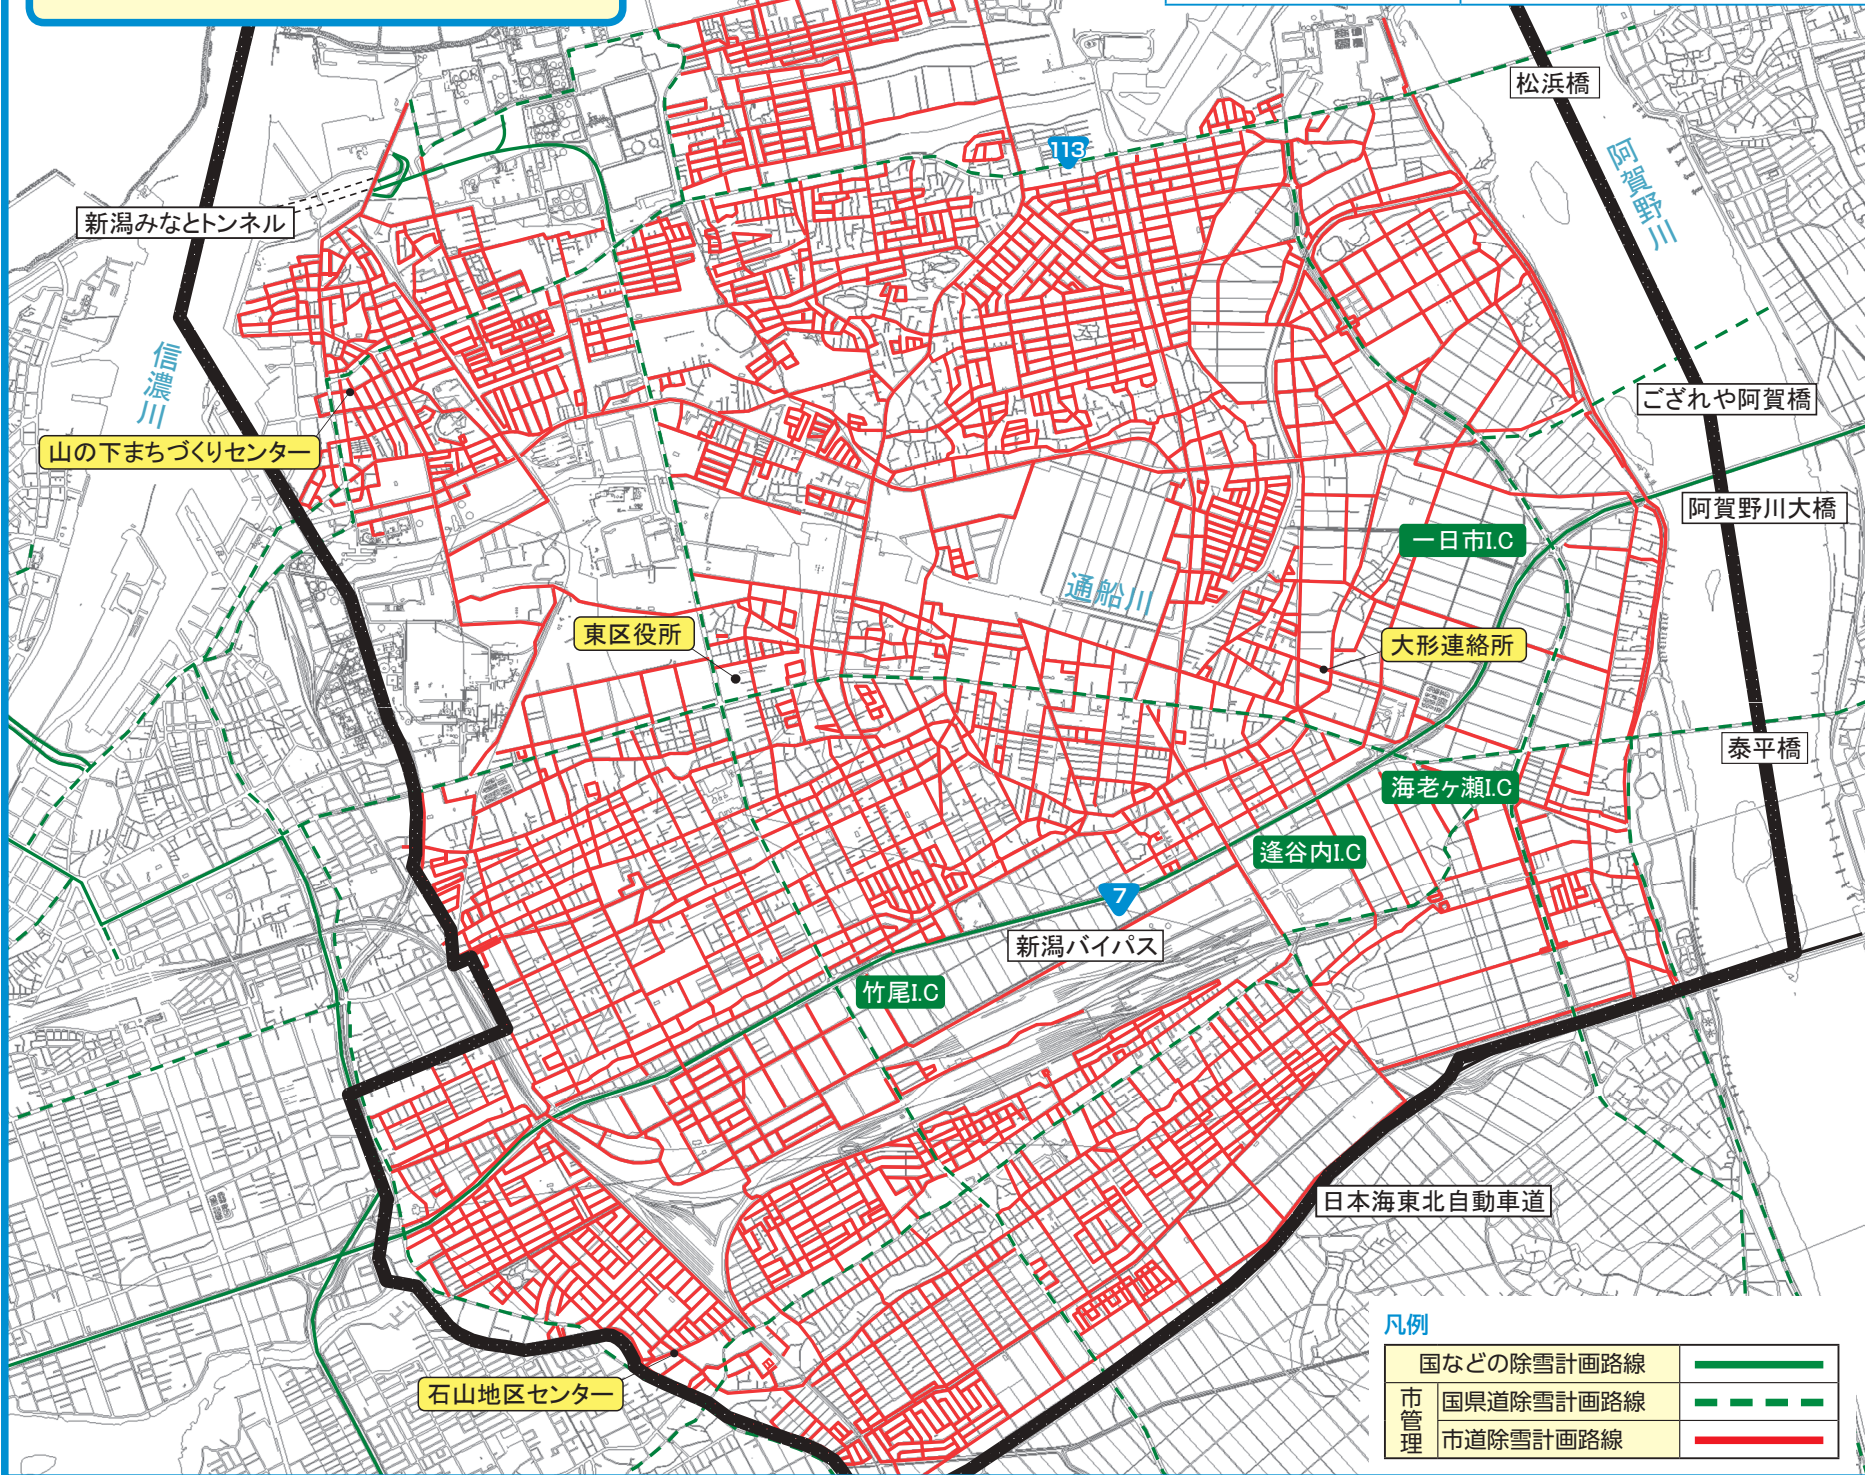 松浜橋
113
阿賀野川
新潟みなとトンネル
信濃川
ござれや阿賀橋
山の下まちづくりセンター
阿賀野川大橋
一日市I.C
通船川
東区役所
大形連絡所
泰平橋
海老ヶ瀬I.C
逢谷内I.C
7
新潟バイパス
竹尾I.C
日本海東北自動車道
石山地区センター
凡例
国などの除雪計画路線
市管理
国県道除雪計画路線
市道除雪計画路線